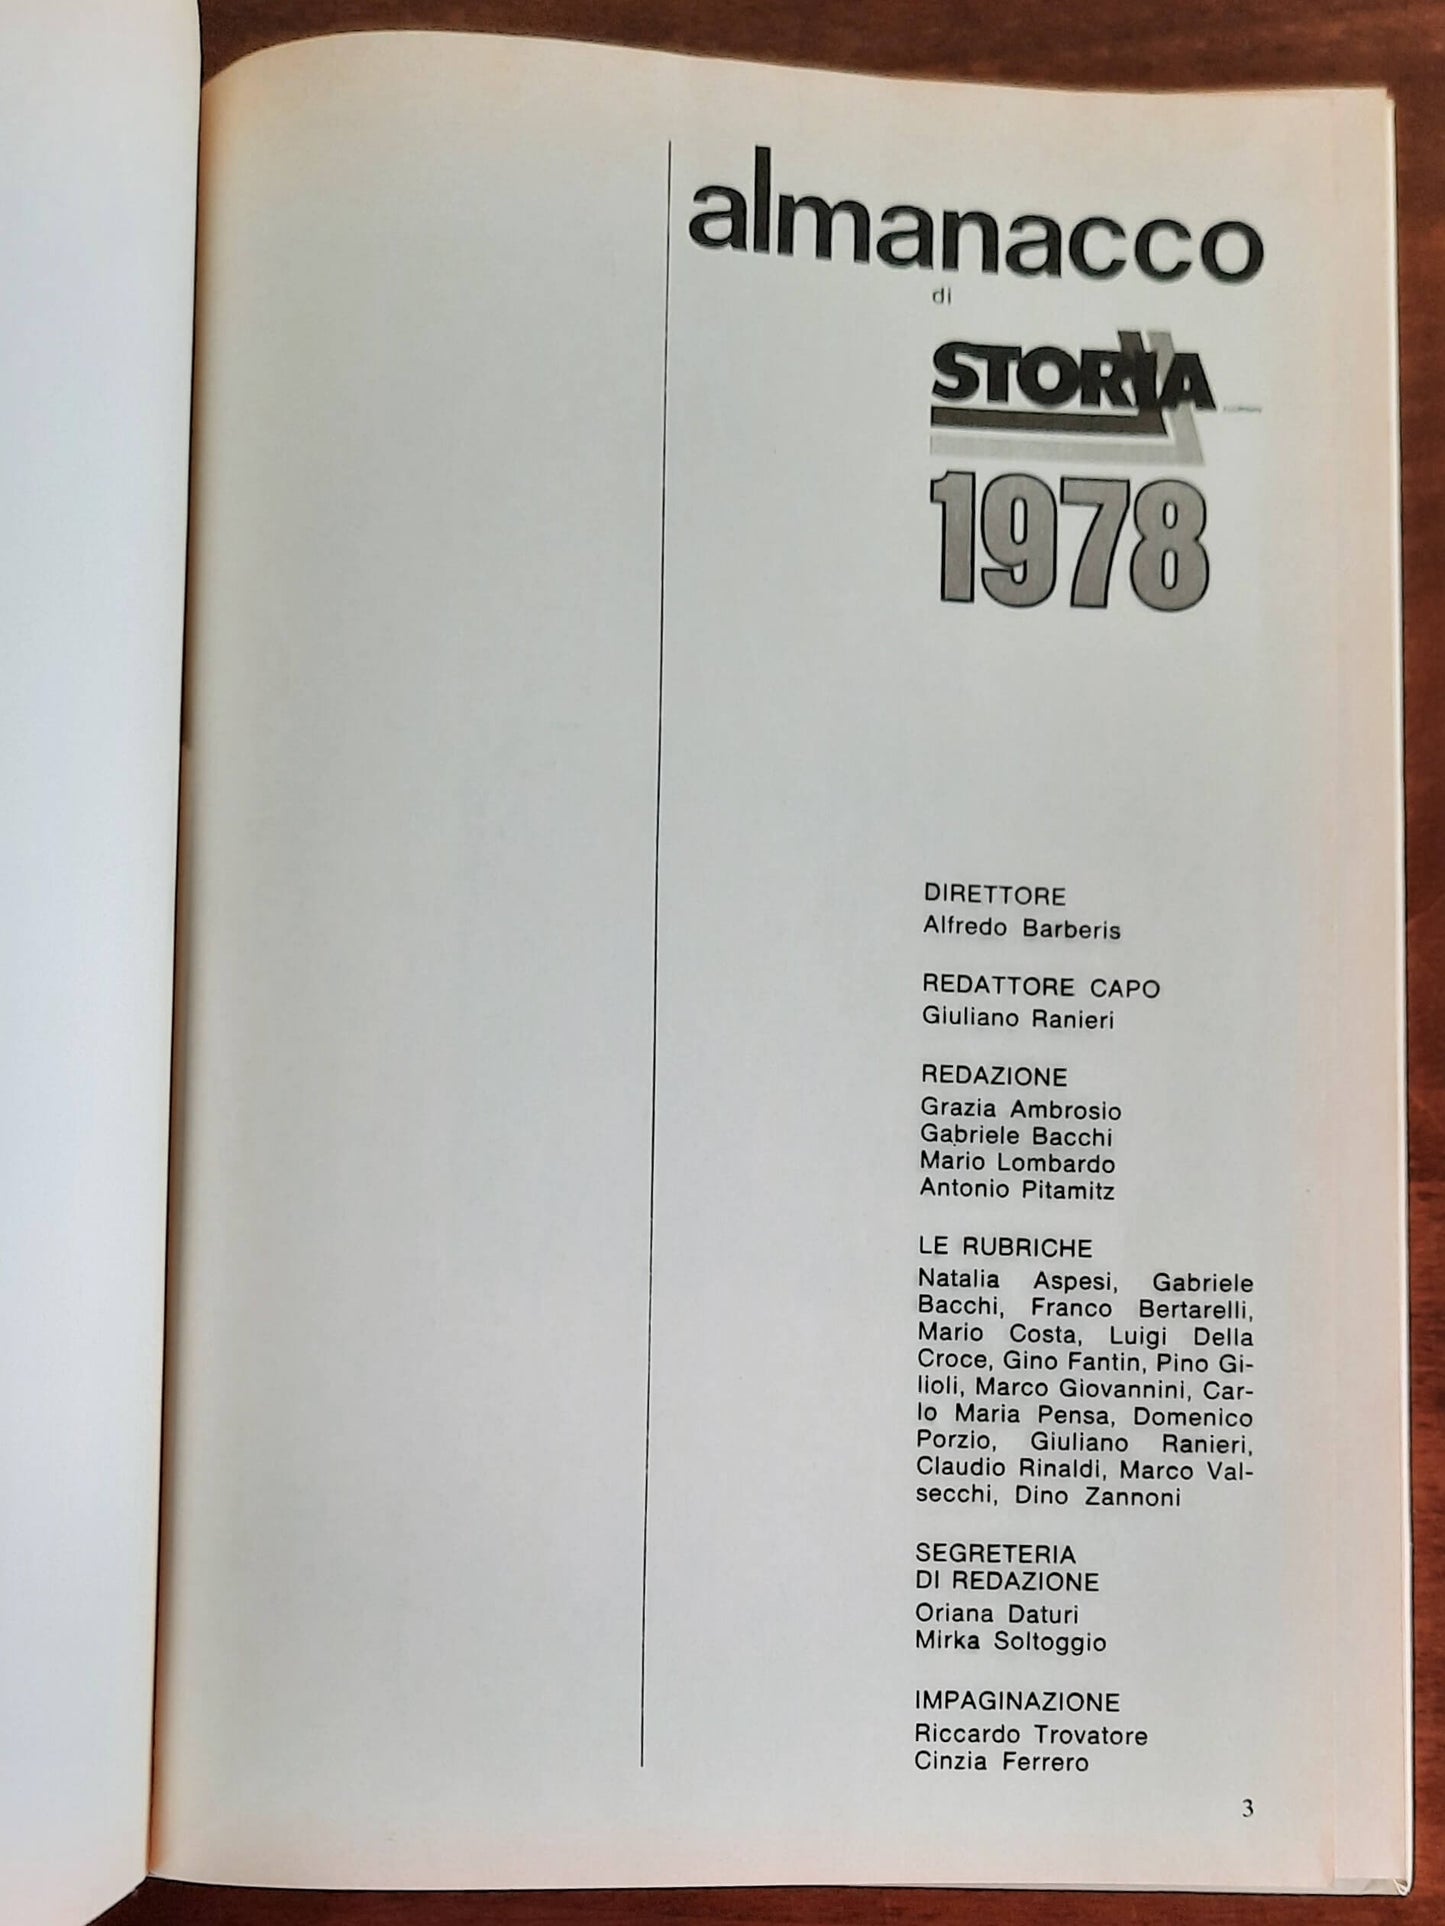 almanacco
di
STORIA
1978
DIRETTORE
Alfredo Barberis
REDATTORE CAPO
Giuliano Ranieri
REDAZIONE
Grazia Ambrosio
Gabriele Bacchi
Mario Lombardo
Antonio Pitamitz
LE RUBRICHE
Natalia Aspesi, Gabriele
Bacchi, Franco Bertarelli,
Mario Costa, Luigi Della
Croce, Gino Fantin, Pino Gi-
lioli, Marco Giovannini, Car-
lo Maria Pensa, Domenico
Porzio, Giuliano Ranieri,
Claudio Rinaldi, Marco Val-
secchi, Dino Zannoni
SEGRETERIA
DI REDAZIONE
Oriana Daturi
Mirka Soltoggio
IMPAGINAZIONE
Riccardo Trovatore
Cinzia Ferrero
3